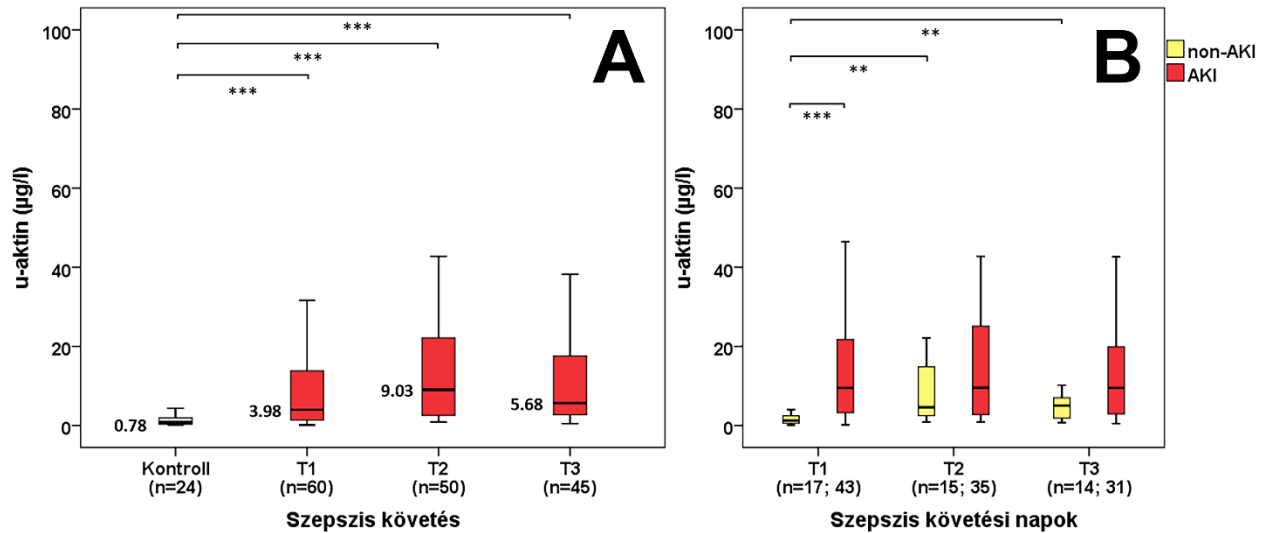 A
u-aktin (µg/l)
100
80
60
40
20
0
***
***
***
0.78
3.98
9.03
5.68
Kontroll T1 T2 T3
(n=24) (n=60) (n=50) (n=45)
Szepszis követés
B
u-aktin (µg/l)
100
80
60
40
20
0
**
**
***
T1 T2 T3
(n=17; 43) (n=15; 35) (n=14; 31)
Szepszis követési napok
non-AKI
AKI